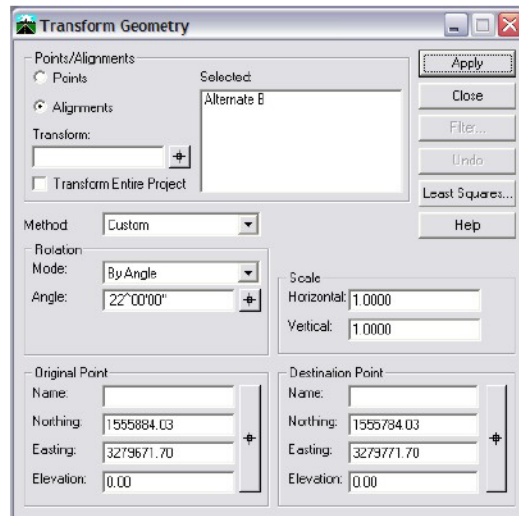 Transform Geometry
Points/Alignments
Points
Alignments
Transform:
Transform Entire Project
Selected:
Alternate B
Apply
Close
Filter...
Undo
Least Squares...
Help
Method: Custom
Rotation
Mode: By Angle
Angle: 22^00'00"
Scale
Horizontal: 1.0000
Vertical: 1.0000
Original Point
Name:
Northing: 1555884.03
Easting: 3279671.70
Elevation: 0.00
Destination Point
Name:
Northing: 1555784.03
Easting: 3279771.70
Elevation: 0.00